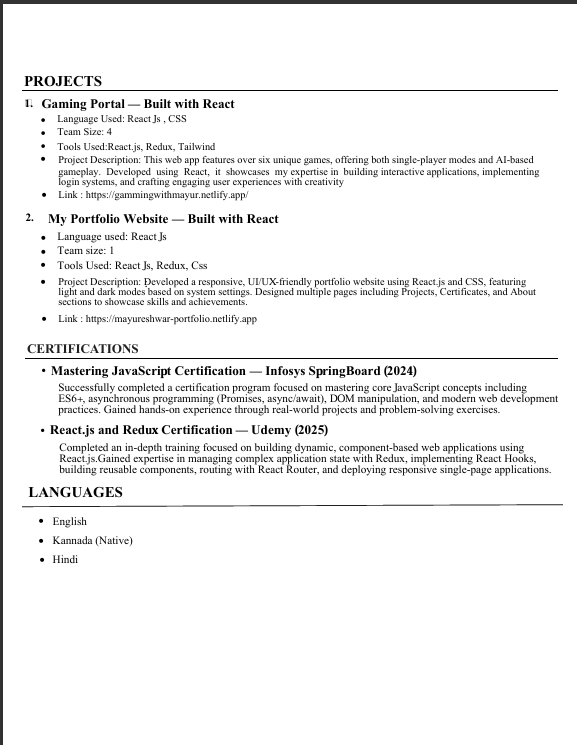 PROJECTS
1. Gaming Portal — Built with React
• Language Used: React Js , CSS
• Team Size: 4
• Tools Used:React.js, Redux, Tailwind
• Project Description: This web app features over six unique games, offering both single-player modes and AI-based
gameplay. Developed using React, it showcases my expertise in building interactive applications, implementing
login systems, and crafting engaging user experiences with creativity
• Link : https://gammingwithmayur.netlify.app/
2. My Portfolio Website — Built with React
• Language used: React Js
• Team size: 1
• Tools Used: React Js, Redux, Css
• Project Description: Developed a responsive, UI/UX-friendly portfolio website using React.js and CSS, featuring
light and dark modes based on system settings. Designed multiple pages including Projects, Certificates, and About
sections to showcase skills and achievements.
• Link : https://mayureshwar-portfolio.netlify.app
CERTIFICATIONS
• Mastering JavaScript Certification — Infosys SpringBoard (2024)
Successfully completed a certification program focused on mastering core JavaScript concepts including
ES6+, asynchronous programming (Promises, async/await), DOM manipulation, and modern web development
practices. Gained hands-on experience through real-world projects and problem-solving exercises.
• React.js and Redux Certification — Udemy (2025)
Completed an in-depth training focused on building dynamic, component-based web applications using
React.js.Gained expertise in managing complex application state with Redux, implementing React Hooks,
building reusable components, routing with React Router, and deploying responsive single-page applications.
LANGUAGES
• English
• Kannada (Native)
• Hindi